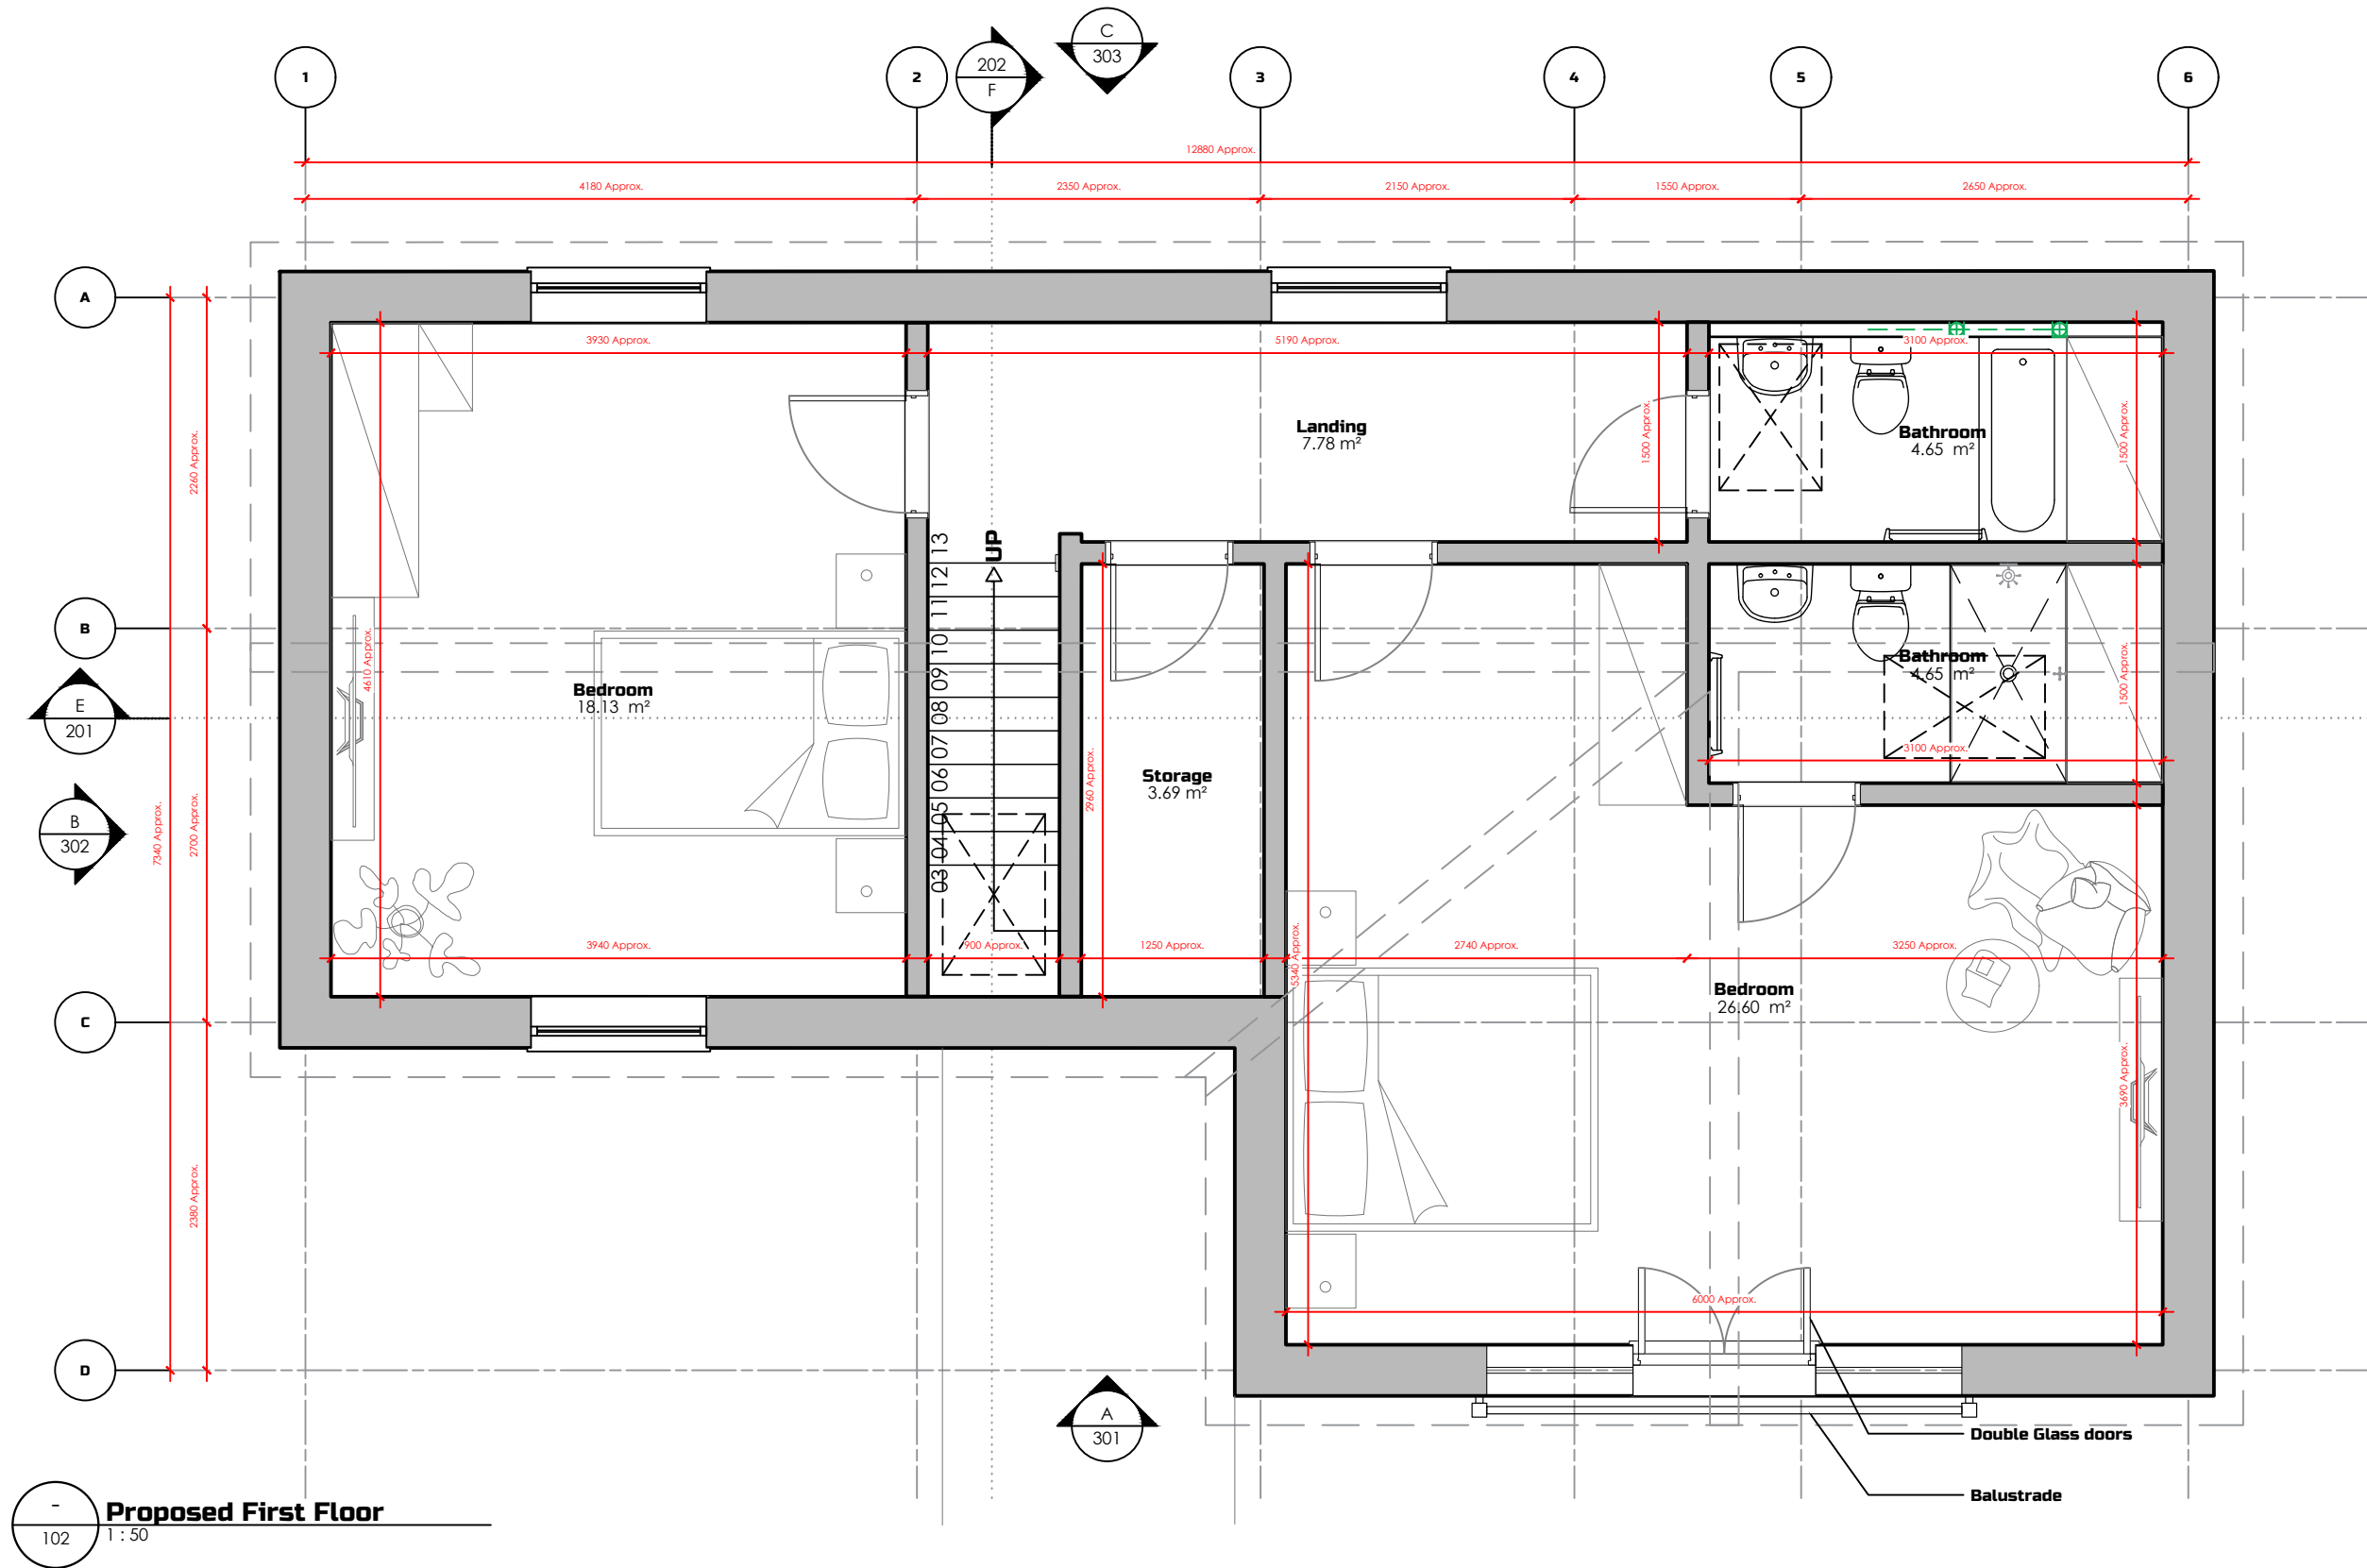 C
303
202
F
1
2
3
4
5
6
12880 Approx.
4180 Approx.
2350 Approx.
2150 Approx.
1550 Approx.
2650 Approx.
A
B
C
D
E
201
B
302
7340 Approx.
2260 Approx.
2700 Approx.
2380 Approx.
3930 Approx.
5190 Approx.
3100 Approx.
Landing
7.78 m²
1500 Approx.
Bathroom
4.65 m²
1500 Approx.
UP
03 04 05 06 07 08 09 10 11 12 13
4610 Approx.
Bedroom
18.13 m²
Bathroom
4.65 m²
1500 Approx.
3100 Approx.
2960 Approx.
Storage
3.69 m²
3940 Approx.
900 Approx.
1250 Approx.
5340 Approx.
2740 Approx.
3250 Approx.
Bedroom
26.60 m²
3690 Approx.
6000 Approx.
A
301
Double Glass doors
Balustrade
-
102
Proposed First Floor
1 : 50